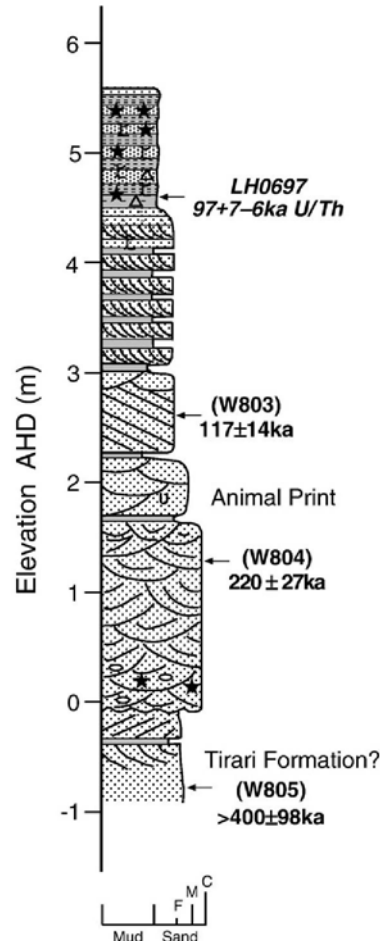 6
5
LH0697
97+7–6ka U/Th
4
3
(W803)
117±14ka
Elevation AHD (m)
2
Animal Print
U
1
(W804)
220±27ka
0
Tirari Formation?
(W805)
>400±98ka
-1
C
M
F
Mud Sand